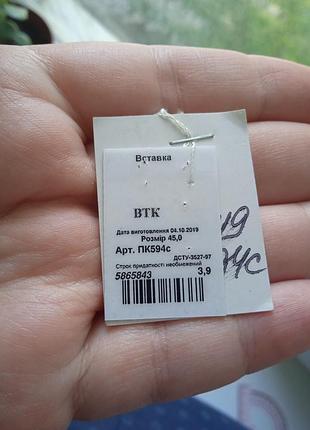 Вставка
ВТК
Дата виготовлення 04.10.2019
Розмір 45,0
Арт. ПК594с
ДСТУ-3527-97
Строк придатності необмежений
5865843 3,9